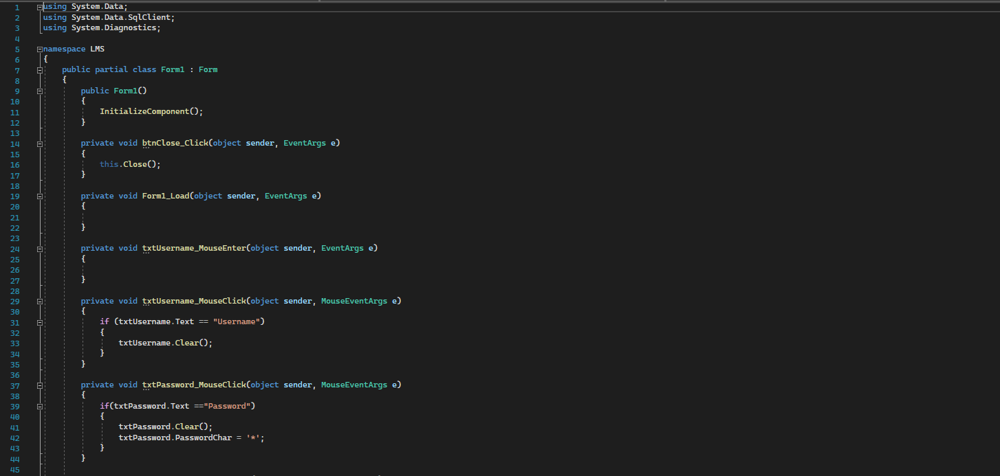 1 using System.Data;
2 using System.Data.SqlClient;
3 using System.Diagnostics;
4
5 namespace LMS
6 {
7     public partial class Form1 : Form
8     {
9         public Form1()
10         {
11             InitializeComponent();
12         }
13
14         private void btnClose_Click(object sender, EventArgs e)
15         {
16             this.Close();
17         }
18
19         private void Form1_Load(object sender, EventArgs e)
20         {
21
22         }
23
24         private void txtUsername_MouseEnter(object sender, EventArgs e)
25         {
26
27         }
28
29         private void txtUsername_MouseClick(object sender, MouseEventArgs e)
30         {
31             if (txtUsername.Text == "Username")
32             {
33                 txtUsername.Clear();
34             }
35         }
36
37         private void txtPassword_MouseClick(object sender, MouseEventArgs e)
38         {
39             if(txtPassword.Text =="Password")
40             {
41                 txtPassword.Clear();
42                 txtPassword.PasswordChar = '*';
43             }
44         }
45